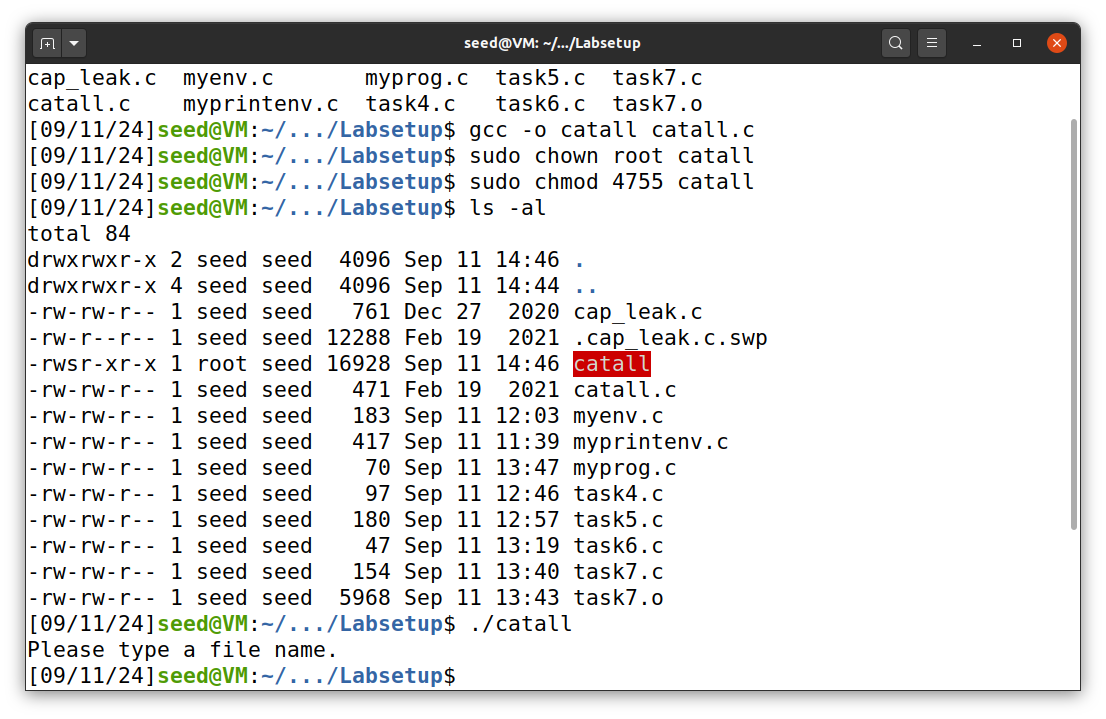 seed@VM: ~/.../Labsetup
cap_leak.c  myenv.c       myprog.c  task5.c  task7.c
catall.c    myprintenv.c  task4.c   task6.c  task7.o
[09/11/24]seed@VM:~/.../Labsetup$ gcc -o catall catall.c
[09/11/24]seed@VM:~/.../Labsetup$ sudo chown root catall
[09/11/24]seed@VM:~/.../Labsetup$ sudo chmod 4755 catall
[09/11/24]seed@VM:~/.../Labsetup$ ls -al
total 84
drwxrwxr-x 2 seed seed  4096 Sep 11 14:46 .
drwxrwxr-x 4 seed seed  4096 Sep 11 14:44 ..
-rw-rw-r-- 1 seed seed   761 Dec 27  2020 cap_leak.c
-rw-r--r-- 1 seed seed 12288 Feb 19  2021 .cap_leak.c.swp
-rwsr-xr-x 1 root seed 16928 Sep 11 14:46 catall
-rw-rw-r-- 1 seed seed   471 Feb 19  2021 catall.c
-rw-rw-r-- 1 seed seed   183 Sep 11 12:03 myenv.c
-rw-rw-r-- 1 seed seed   417 Sep 11 11:39 myprintenv.c
-rw-rw-r-- 1 seed seed    70 Sep 11 13:47 myprog.c
-rw-rw-r-- 1 seed seed    97 Sep 11 12:46 task4.c
-rw-rw-r-- 1 seed seed   180 Sep 11 12:57 task5.c
-rw-rw-r-- 1 seed seed    47 Sep 11 13:19 task6.c
-rw-rw-r-- 1 seed seed   154 Sep 11 13:40 task7.c
-rw-rw-r-- 1 seed seed  5968 Sep 11 13:43 task7.o
[09/11/24]seed@VM:~/.../Labsetup$ ./catall
Please type a file name.
[09/11/24]seed@VM:~/.../Labsetup$